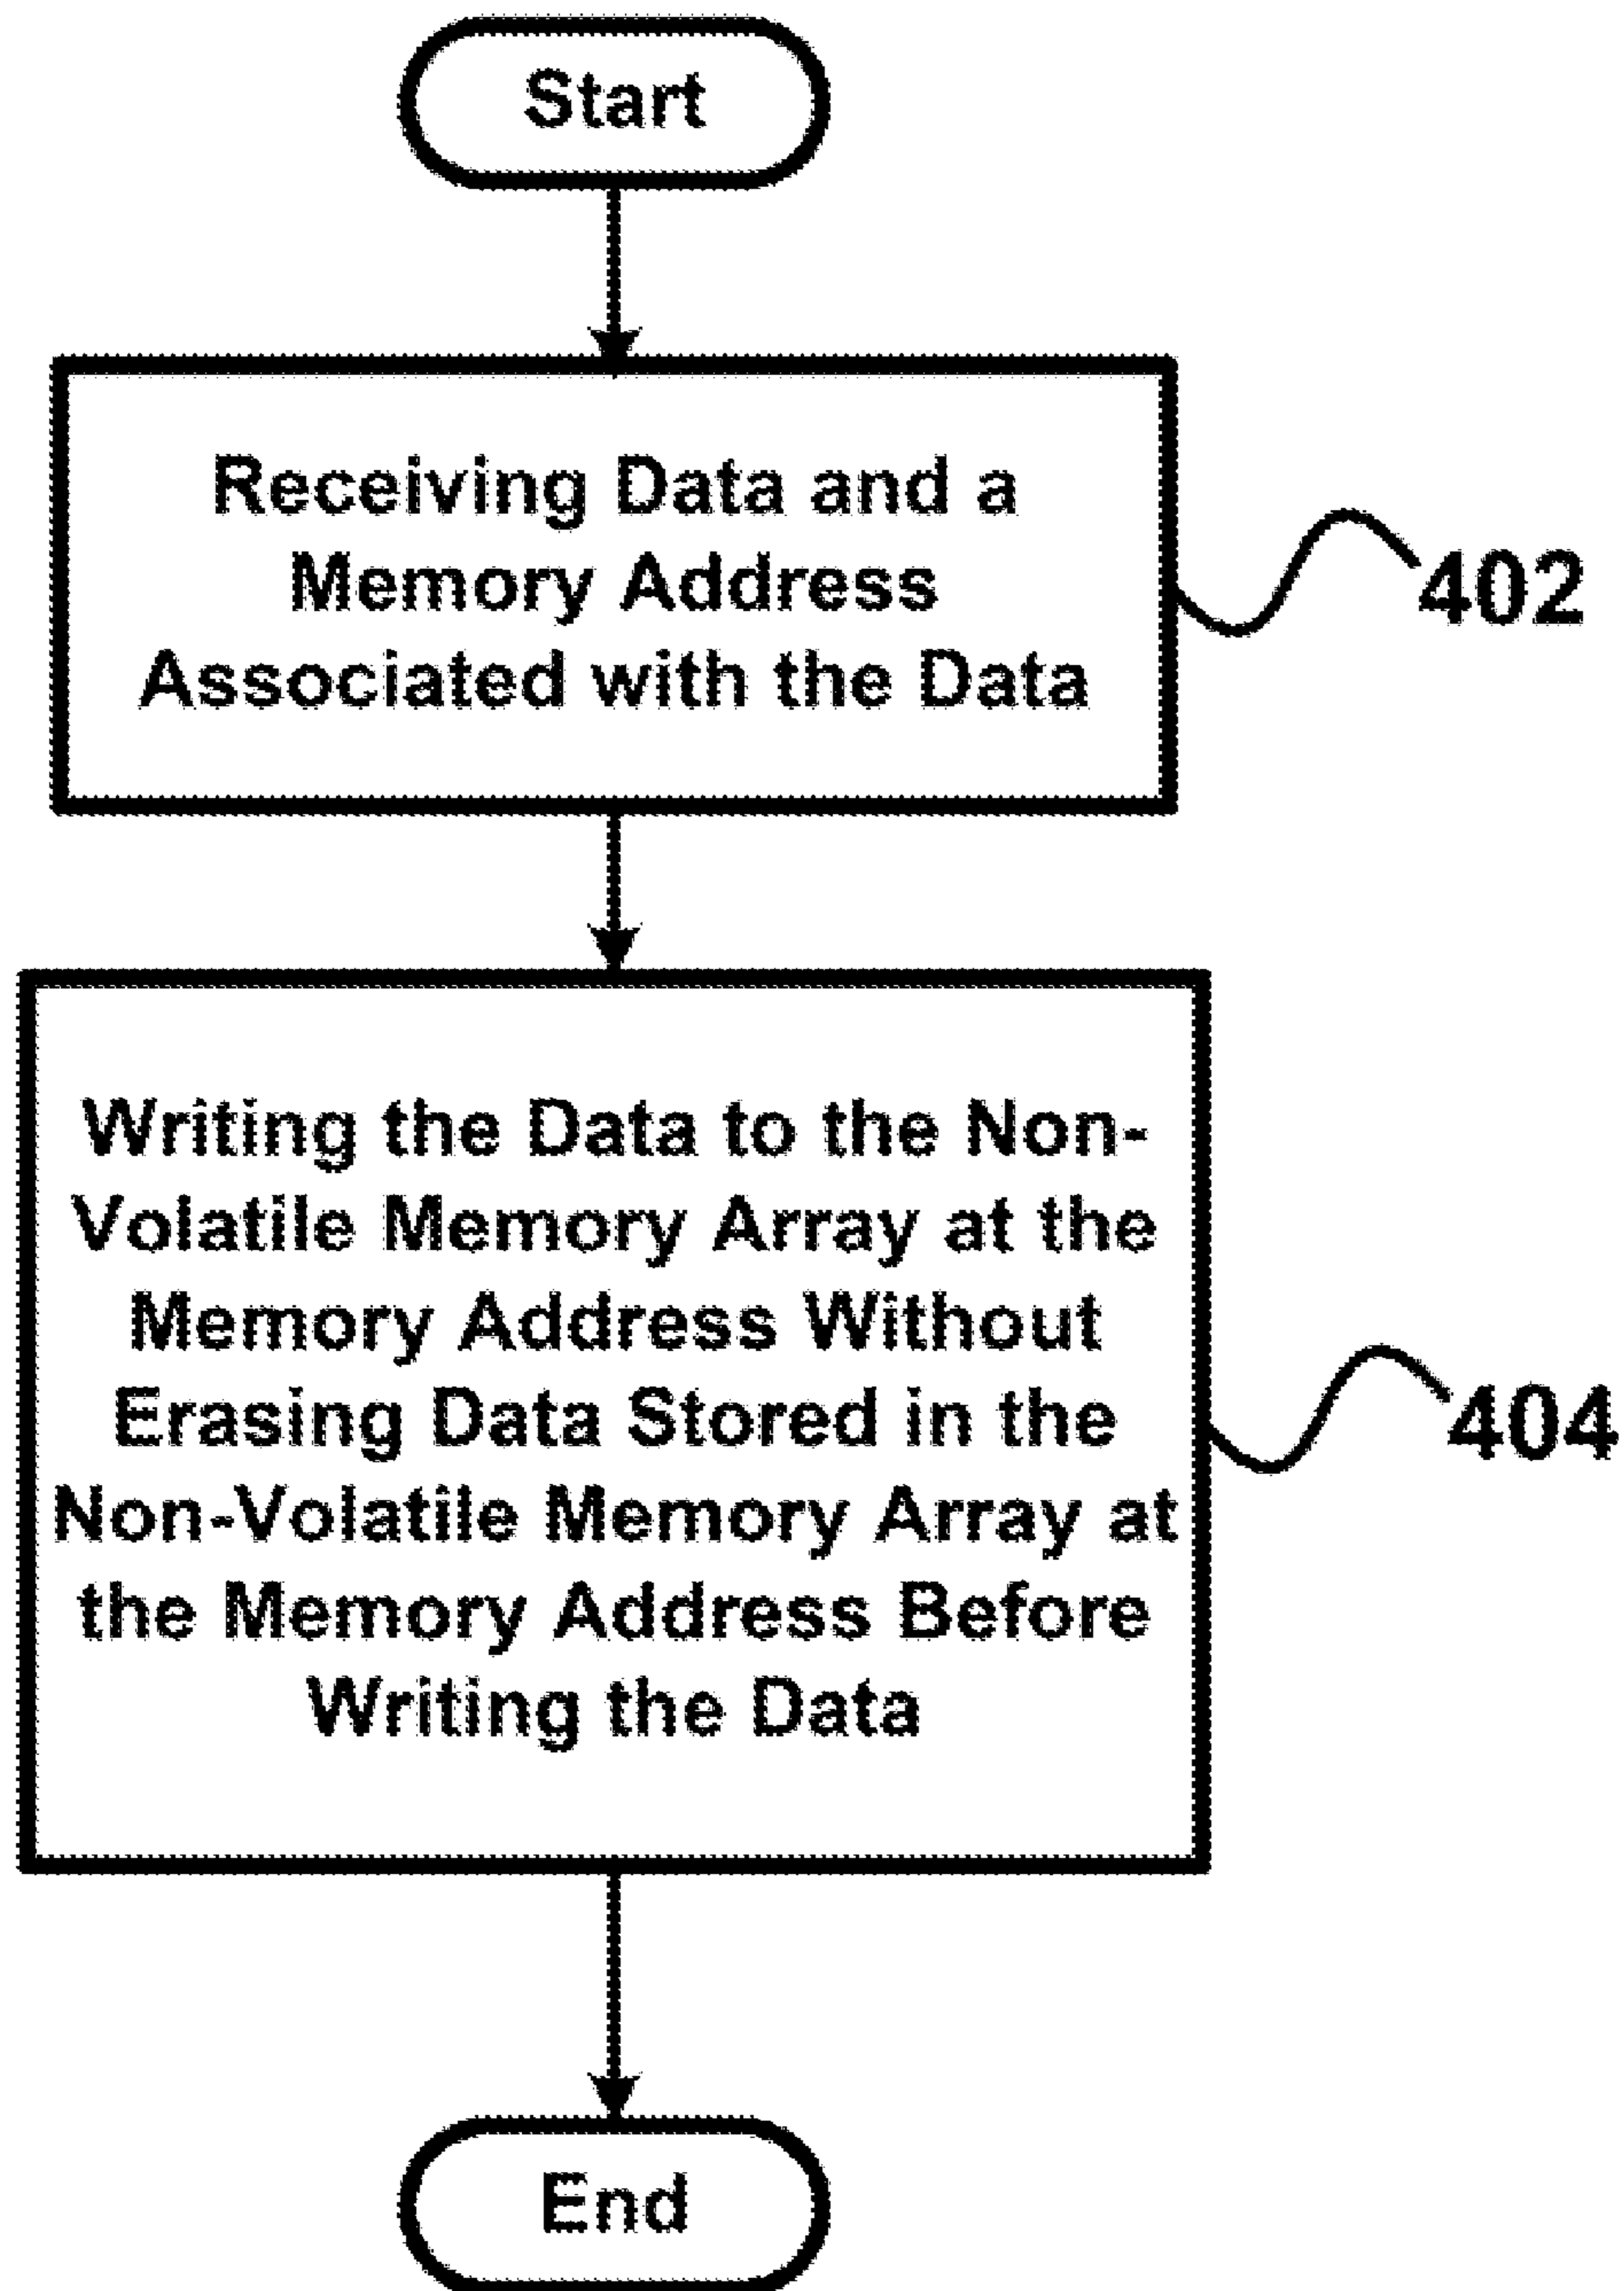 Start
Receiving Data and a
Memory Address
Associated with the Data
402
Writing the Data to the Non-
Volatile Memory Array at the
Memory Address Without
Erasing Data Stored in the
Non-Volatile Memory Array at
the Memory Address Before
Writing the Data
404
End